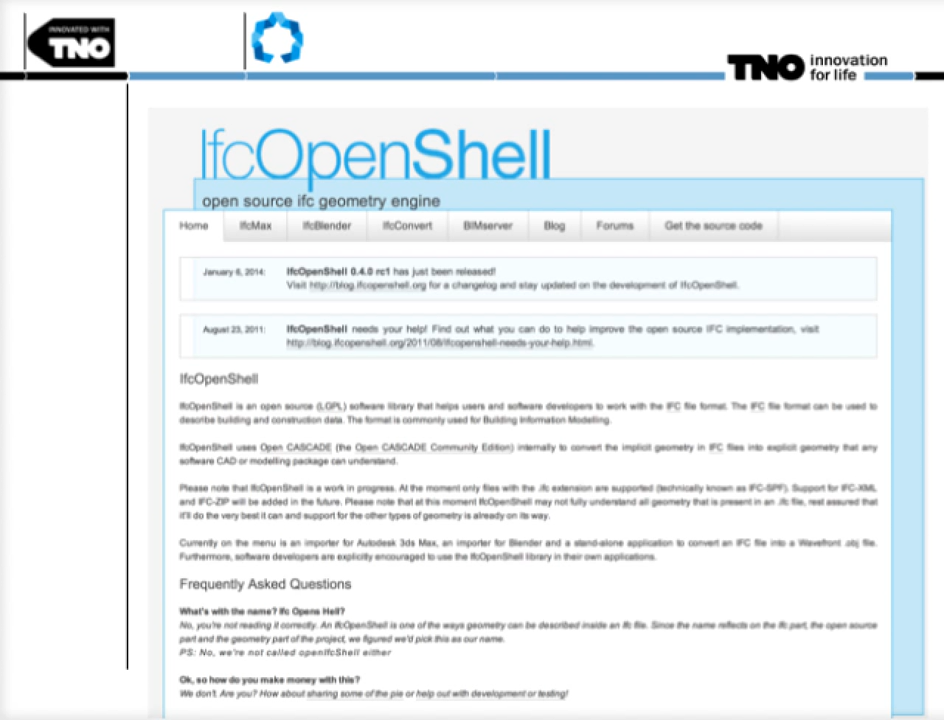 INNOVATED WITH
TNO
TNO innovation
for life
IfcOpenShell
open source ifc geometry engine
Home IfcMax IfcBlender IfcConvert BIMserver Blog Forums Get the source code
January 6, 2014: IfcOpenShell 0.4.0 rc1 has just been released!
Visit http://blog.ifcopenshell.org for a changelog and stay updated on the development of IfcOpenShell.
August 23, 2011: IfcOpenShell needs your help! Find out what you can do to help improve the open source IFC implementation, visit
http://blog.ifcopenshell.org/2011/08/ifcopenshell-needs-your-help.html.
IfcOpenShell
IfcOpenShell is an open source (LGPL) software library that helps users and software developers to work with the IFC file format. The IFC file format can be used to
describe building and construction data. The format is commonly used for Building Information Modelling.
IfcOpenShell uses Open CASCADE (the Open CASCADE Community Edition) internally to convert the implicit geometry in IFC files into explicit geometry that any
software CAD or modelling package can understand.
Please note that IfcOpenShell is a work in progress. At the moment only files with the .ifc extension are supported (technically known as IFC-SPF). Support for IFC-XML
and IFC-ZIP will be added in the future. Please note that at this moment IfcOpenShell may not fully understand all geometry that is present in an .ifc file, rest assured that
it'll do the very best it can and support for the other types of geometry is already on its way.
Currently on the menu is an importer for Autodesk 3ds Max, an importer for Blender and a stand-alone application to convert an IFC file into a Wavefront .obj file.
Furthermore, software developers are explicitly encouraged to use the IfcOpenShell library in their own applications.
Frequently Asked Questions
What's with the name? Ifc Opens Hell?
No, you're not reading it correctly. An IfcOpenShell is one of the ways geometry can be described inside an Ifc file. Since the name reflects on the Ifc part, the open source
part and the geometry part of the project, we figured we'd pick this as our name.
PS: No, we're not called openIfcShell either
Ok, so how do you make money with this?
We don't. Are you? How about sharing some of the pie or help out with development or testing!